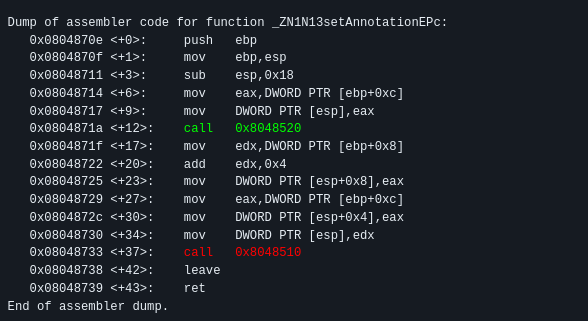 Dump of assembler code for function _ZN1N13setAnnotationEPc:
   0x0804870e <+0>:     push   ebp
   0x0804870f <+1>:     mov    ebp,esp
   0x08048711 <+3>:     sub    esp,0x18
   0x08048714 <+6>:     mov    eax,DWORD PTR [ebp+0xc]
   0x08048717 <+9>:     mov    DWORD PTR [esp],eax
   0x0804871a <+12>:    call   0x8048520
   0x0804871f <+17>:    mov    edx,DWORD PTR [ebp+0x8]
   0x08048722 <+20>:    add    edx,0x4
   0x08048725 <+23>:    mov    DWORD PTR [esp+0x8],eax
   0x08048729 <+27>:    mov    eax,DWORD PTR [ebp+0xc]
   0x0804872c <+30>:    mov    DWORD PTR [esp+0x4],eax
   0x08048730 <+34>:    mov    DWORD PTR [esp],edx
   0x08048733 <+37>:    call   0x8048510
   0x08048738 <+42>:    leave
   0x08048739 <+43>:    ret
End of assembler dump.